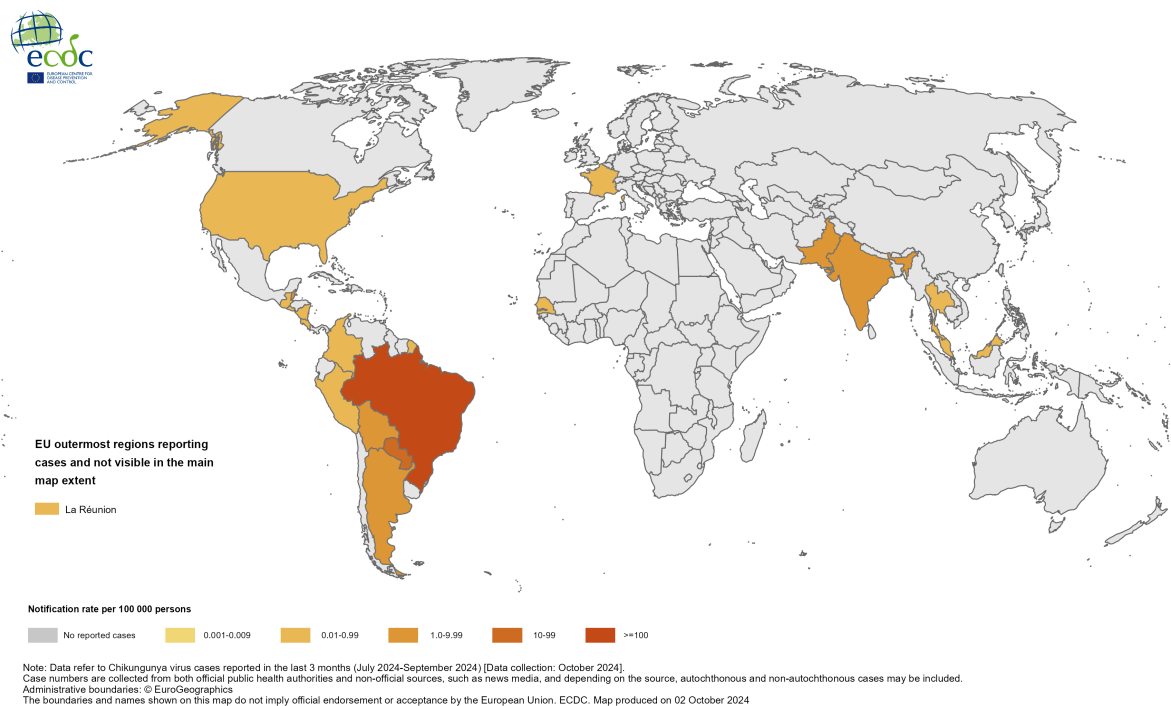 ecdc
EUROPEAN CENTRE FOR
DISEASE PREVENTION
AND CONTROL
EU outermost regions reporting
cases and not visible in the main
map extent
La Réunion
Notification rate per 100 000 persons
No reported cases
0.001-0.009
0.01-0.99
1.0-9.99
10-99
>=100
Note: Data refer to Chikungunya virus cases reported in the last 3 months (July 2024-September 2024) [Data collection: October 2024].
Case numbers are collected from both official public health authorities and non-official sources, such as news media, and depending on the source, autochthonous and non-autochthonous cases may be included.
Administrative boundaries: © EuroGeographics
The boundaries and names shown on this map do not imply official endorsement or acceptance by the European Union. ECDC. Map produced on 02 October 2024